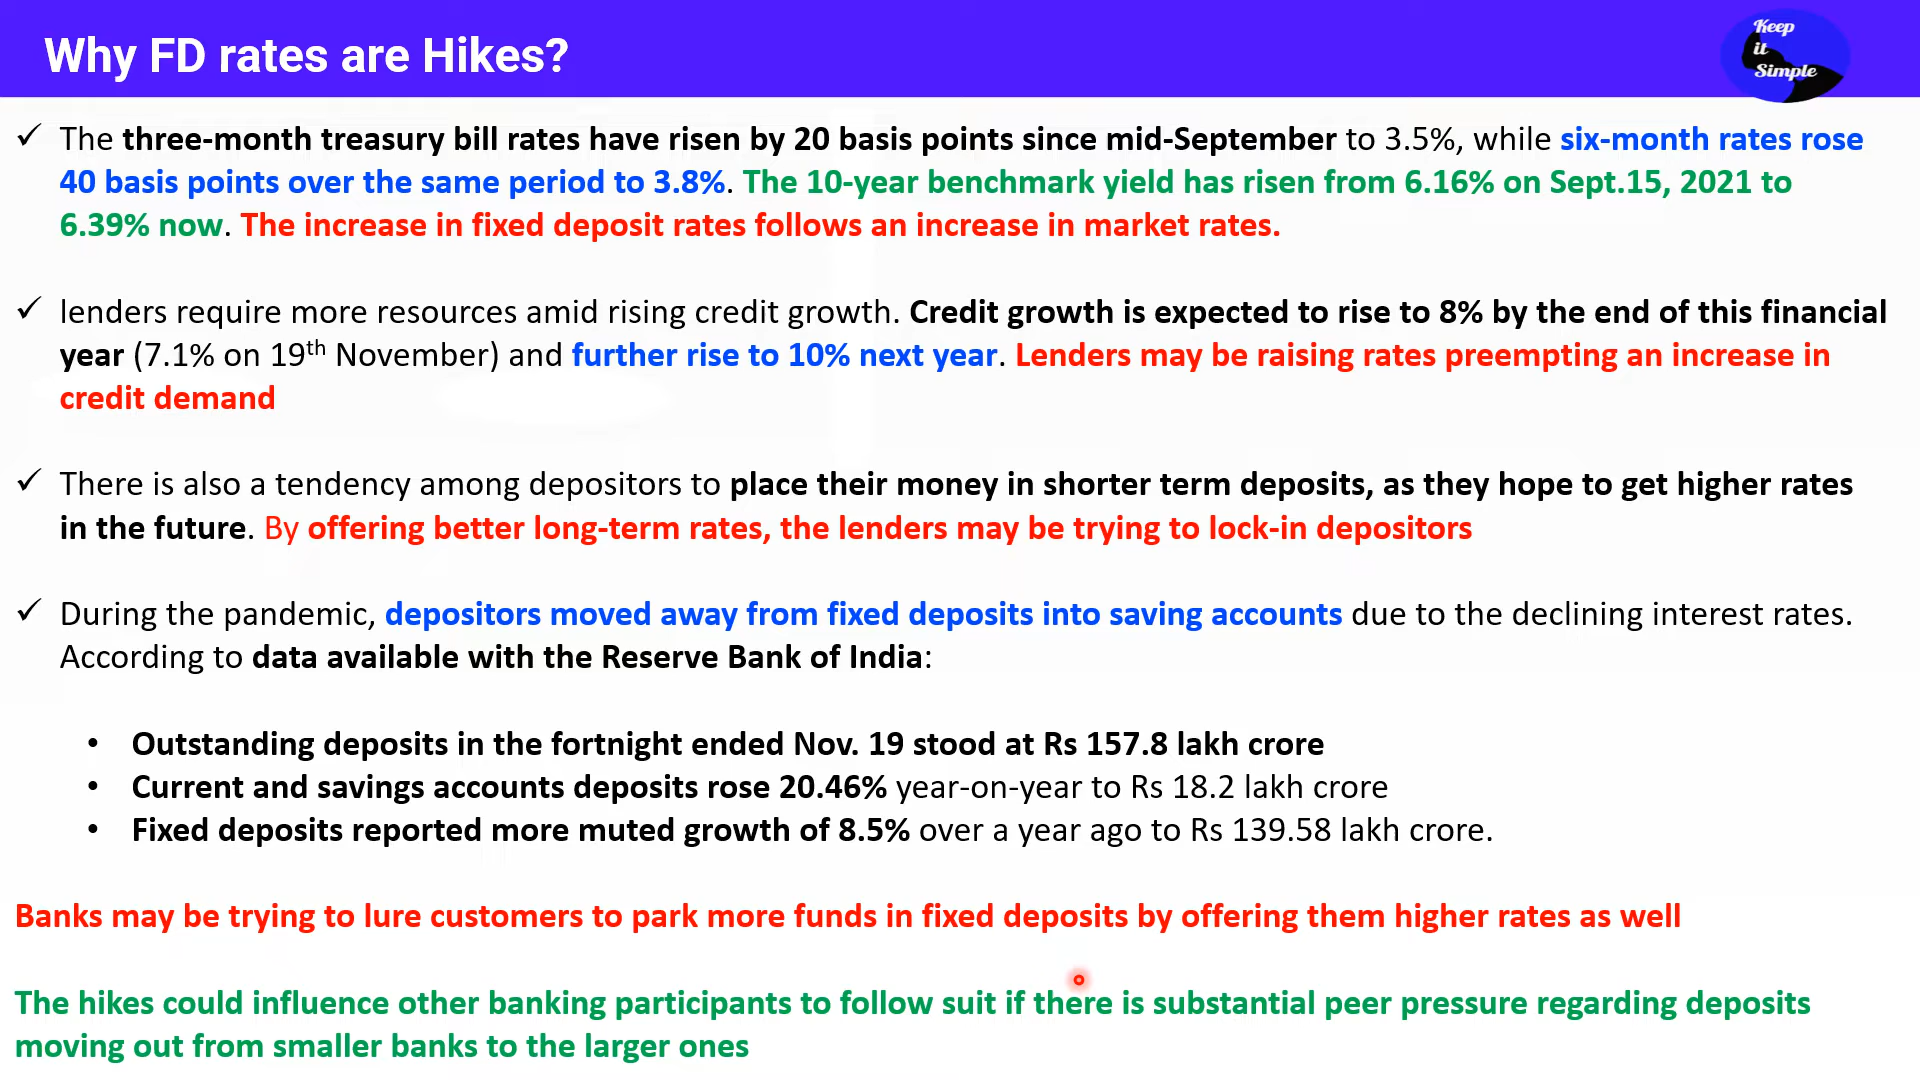 Why FD rates are Hikes?
Keep
it
Simple
✓ The three-month treasury bill rates have risen by 20 basis points since mid-September to 3.5%, while six-month rates rose
40 basis points over the same period to 3.8%. The 10-year benchmark yield has risen from 6.16% on Sept.15, 2021 to
6.39% now. The increase in fixed deposit rates follows an increase in market rates.
✓ lenders require more resources amid rising credit growth. Credit growth is expected to rise to 8% by the end of this financial
year (7.1% on 19th November) and further rise to 10% next year. Lenders may be raising rates preempting an increase in
credit demand
✓ There is also a tendency among depositors to place their money in shorter term deposits, as they hope to get higher rates
in the future. By offering better long-term rates, the lenders may be trying to lock-in depositors
✓ During the pandemic, depositors moved away from fixed deposits into saving accounts due to the declining interest rates.
According to data available with the Reserve Bank of India:
• Outstanding deposits in the fortnight ended Nov. 19 stood at Rs 157.8 lakh crore
• Current and savings accounts deposits rose 20.46% year-on-year to Rs 18.2 lakh crore
• Fixed deposits reported more muted growth of 8.5% over a year ago to Rs 139.58 lakh crore.
Banks may be trying to lure customers to park more funds in fixed deposits by offering them higher rates as well
The hikes could influence other banking participants to follow suit if there is substantial peer pressure regarding deposits
moving out from smaller banks to the larger ones